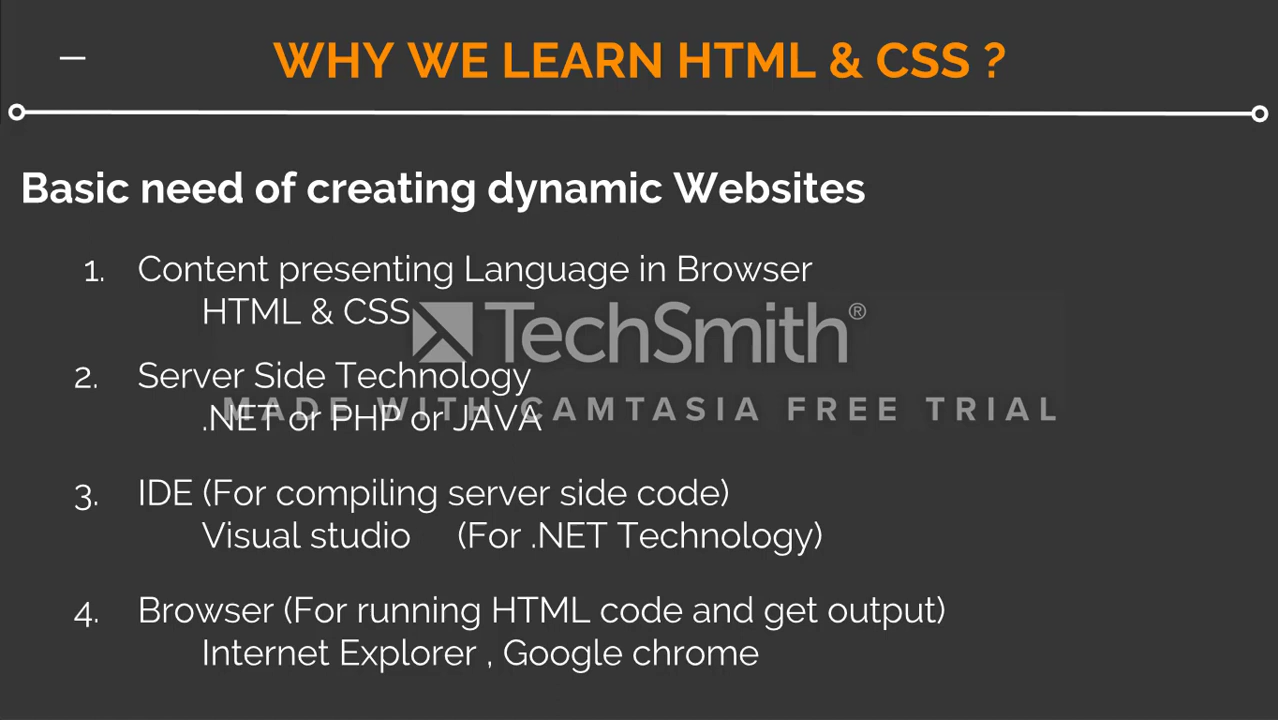 WHY WE LEARN HTML & CSS ?
Basic need of creating dynamic Websites
1. Content presenting Language in Browser
HTML & CSS
TechSmith®
2. Server Side Technology
MADE WITH CAMTASIA FREE TRIAL
.NET or PHP or JAVA
3. IDE (For compiling server side code)
Visual studio (For .NET Technology)
4. Browser (For running HTML code and get output)
Internet Explorer , Google chrome